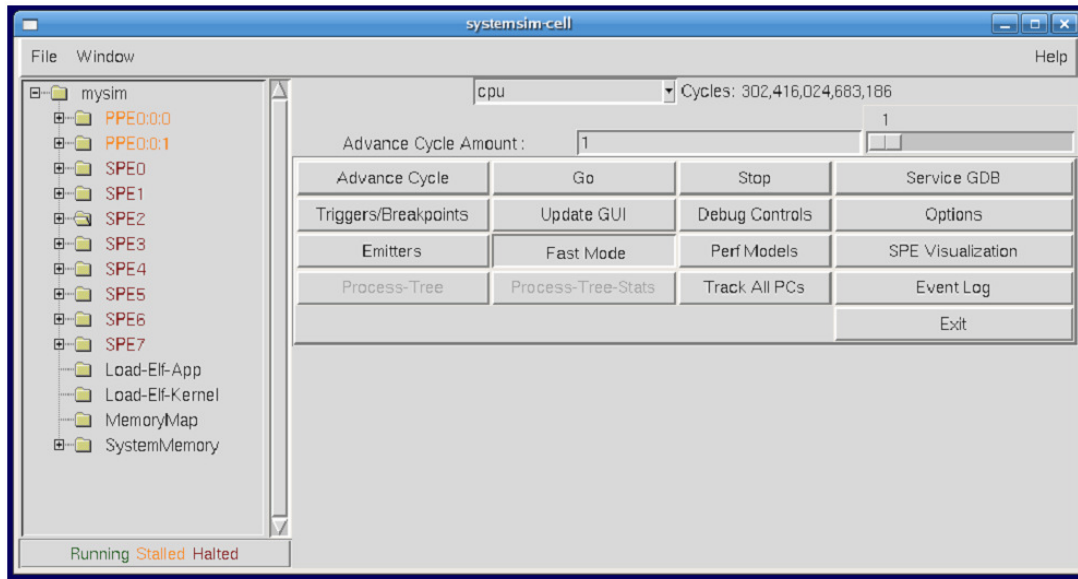 systemsim-cell
File Window Help
mysim
PPE0:0:0
PPE0:0:1
SPE0
SPE1
SPE2
SPE3
SPE4
SPE5
SPE6
SPE7
Load-Elf-App
Load-Elf-Kernel
MemoryMap
SystemMemory
Running Stalled Halted
cpu Cycles: 302,416,024,683,186
1
Advance Cycle Amount : 1
Advance Cycle Go Stop Service GDB
Triggers/Breakpoints Update GUI Debug Controls Options
Emitters Fast Mode Perf Models SPE Visualization
Process-Tree Process-Tree-Stats Track All PCs Event Log
Exit